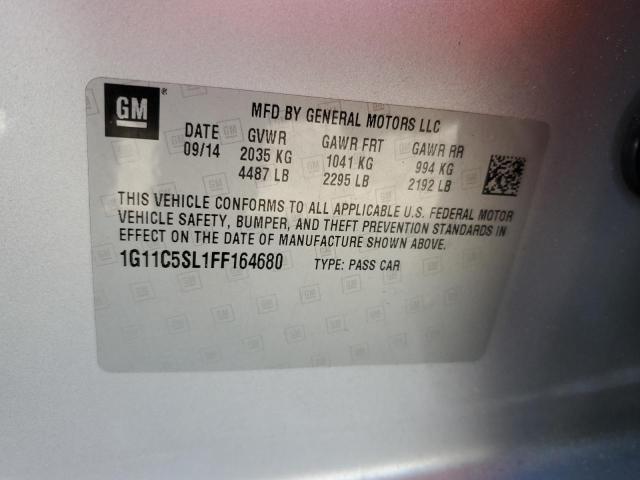 GM ®
MFD BY GENERAL MOTORS LLC
DATE GVWR GAWR FRT GAWR RR
09/14 2035 KG 1041 KG 994 KG
4487 LB 2295 LB 2192 LB
THIS VEHICLE CONFORMS TO ALL APPLICABLE U.S. FEDERAL MOTOR
VEHICLE SAFETY, BUMPER, AND THEFT PREVENTION STANDARDS IN
EFFECT ON THE DATE OF MANUFACTURE SHOWN ABOVE.
1G11C5SL1FF164680 TYPE: PASS CAR